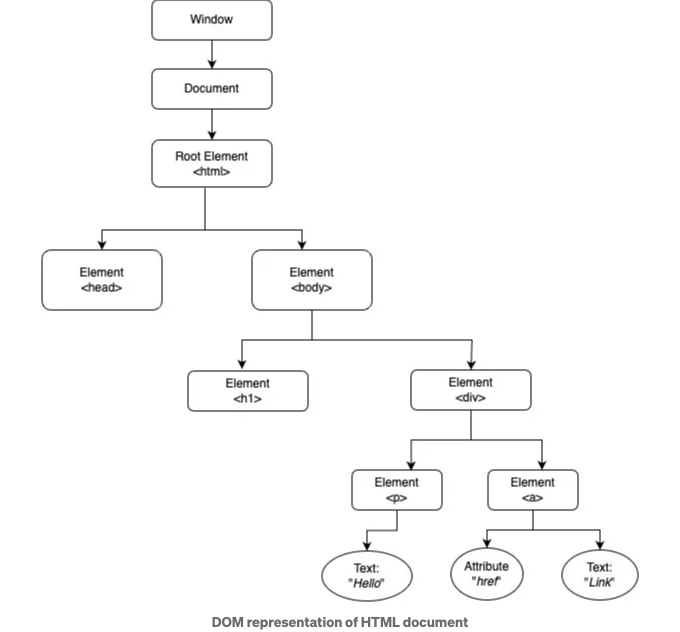 Window
Document
Root Element
<html>
Element
<head>
Element
<body>
Element
<h1>
Element
<div>
Element
<p>
Element
<a>
Text:
"Hello"
Attribute
"href"
Text:
"Link"
DOM representation of HTML document